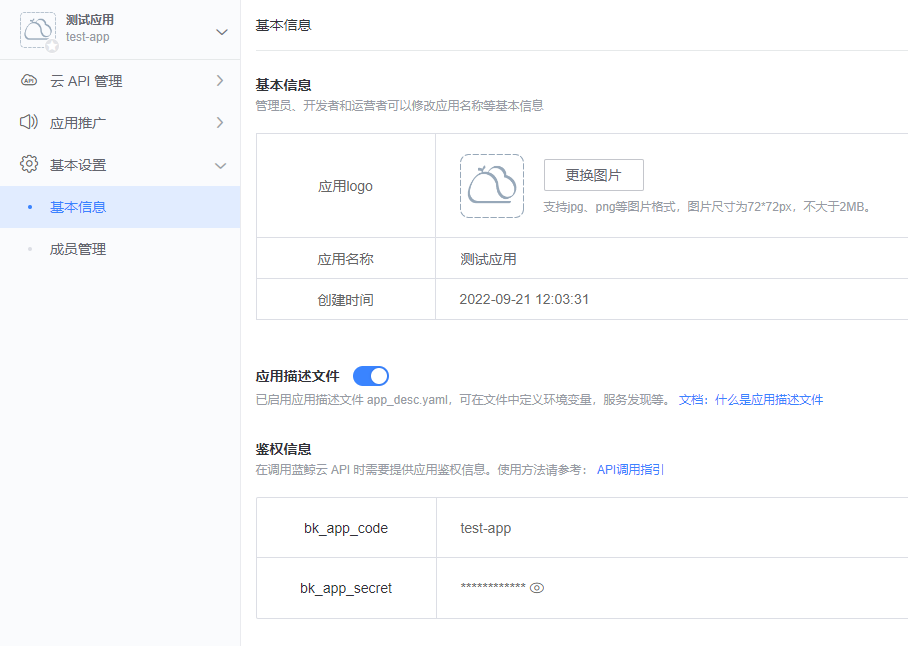 测试应用
test-app
API 云 API 管理
应用推广
基本设置
基本信息
成员管理
基本信息
基本信息
管理员、开发者和运营者可以修改应用名称等基本信息
应用logo
更换图片
支持jpg、png等图片格式，图片尺寸为72*72px，不大于2MB。
应用名称 测试应用
创建时间 2022-09-21 12:03:31
应用描述文件
已启用应用描述文件 app_desc.yaml，可在文件中定义环境变量，服务发现等。 文档：什么是应用描述文件
鉴权信息
在调用蓝鲸云 API 时需要提供应用鉴权信息。使用方法请参考： API调用指引
bk_app_code test-app
bk_app_secret ************